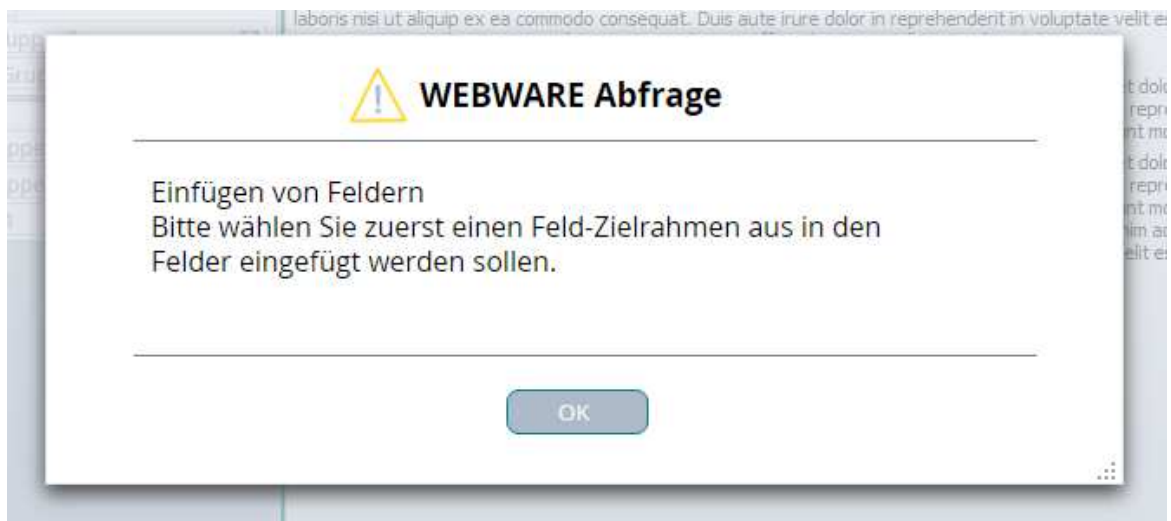 laboris nisi ut aliquip ex ea commodo consequat. Duis aute irure dolor in reprehenderit in voluptate velit
WEBWARE Abfrage
Einfügen von Feldern
Bitte wählen Sie zuerst einen Feld-Zielrahmen aus in den
Felder eingefügt werden sollen.
OK